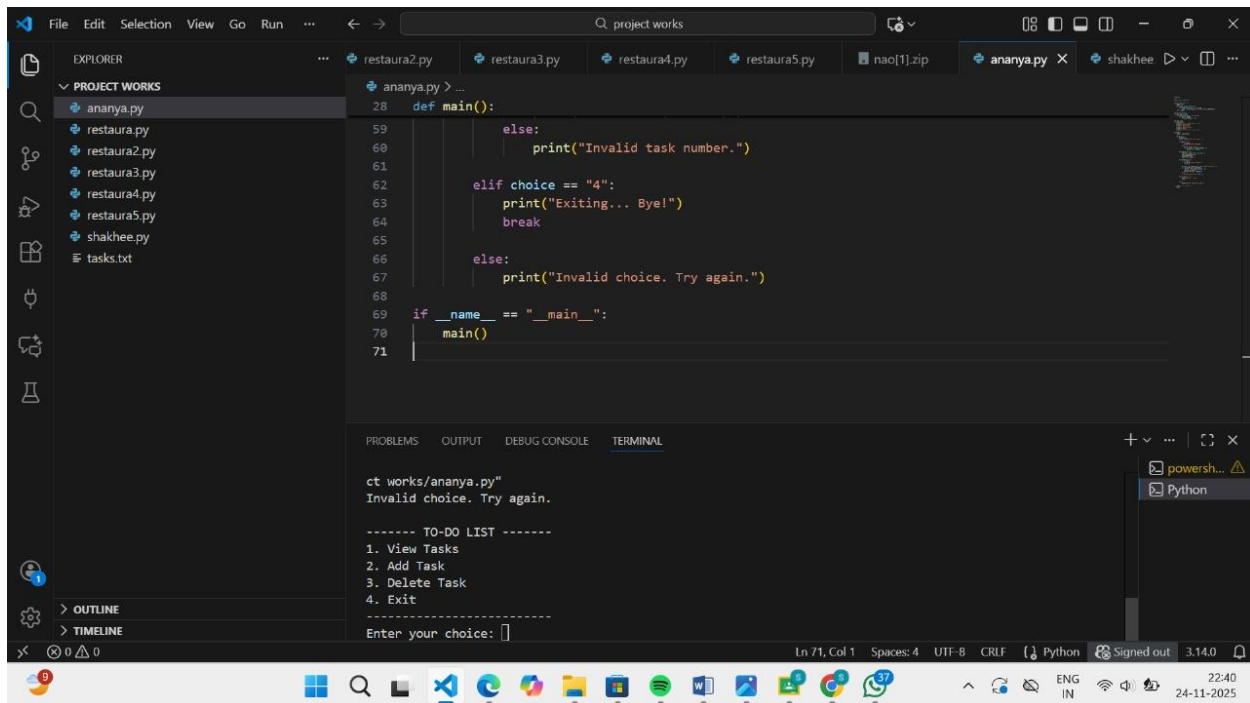 File Edit Selection View Go Run ··· project works
EXPLORER ···
PROJECT WORKS
ananya.py
restaura.py
restaura2.py
restaura3.py
restaura4.py
restaura5.py
shakhee.py
tasks.txt
OUTLINE
TIMELINE
restaura2.py restaura3.py restaura4.py restaura5.py nao[1].zip ananya.py shakhee ···
ananya.py > ...
28 def main():
59 else:
60 print("Invalid task number.")
61
62 elif choice == "4":
63 print("Exiting... Bye!")
64 break
65
66 else:
67 print("Invalid choice. Try again.")
68
69 if __name__ == "__main__":
70 main()
71
PROBLEMS OUTPUT DEBUG CONSOLE TERMINAL
ct works/ananya.py"
Invalid choice. Try again.
------- TO-DO LIST -------
1. View Tasks
2. Add Task
3. Delete Task
4. Exit
--------------------------
Enter your choice:
powersh...
Python
1
0 0 Ln 71, Col 1 Spaces: 4 UTF-8 CRLF Python Signed out 3.14.0
9 37 ENG 22:40
IN 24-11-2025